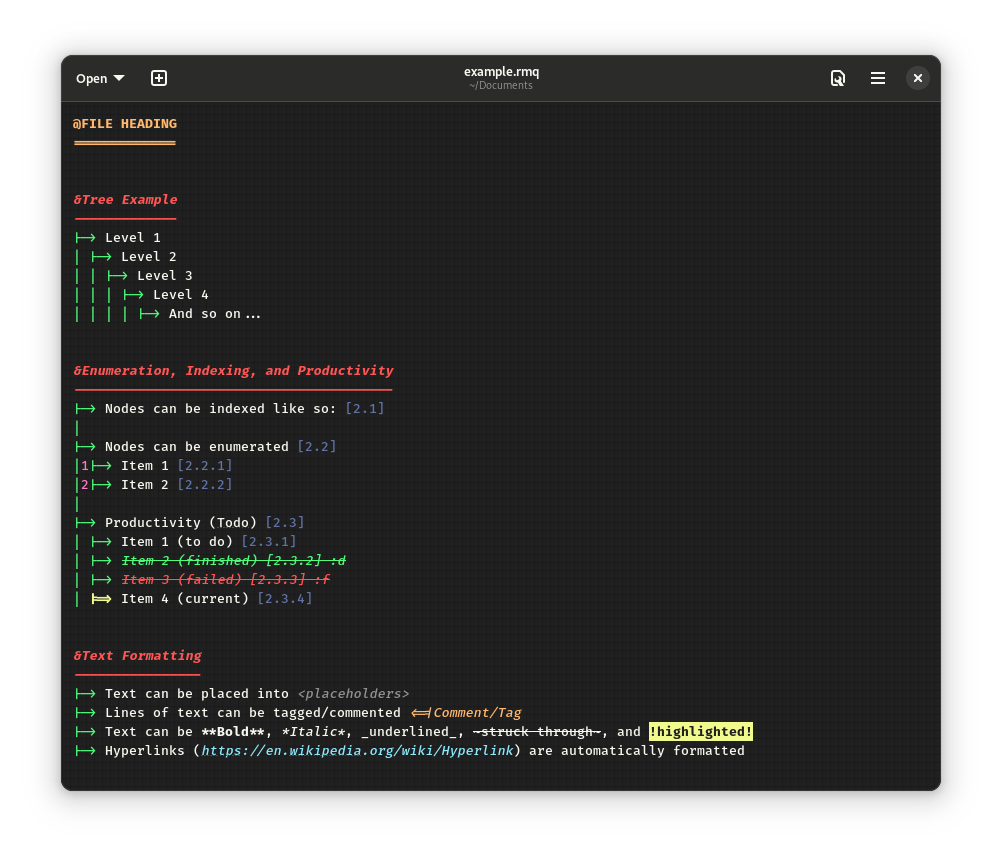 Open
example.rmq
~/Documents
@FILE HEADING
=============
&Tree Example
-------------
|--> Level 1
| |--> Level 2
| | |--> Level 3
| | | |--> Level 4
| | | | |--> And so on...
&Enumeration, Indexing, and Productivity
----------------------------------------
|--> Nodes can be indexed like so: [2.1]
|
|--> Nodes can be enumerated [2.2]
|1|--> Item 1 [2.2.1]
|2|--> Item 2 [2.2.2]
|
|--> Productivity (Todo) [2.3]
| |--> Item 1 (to do) [2.3.1]
| |--> Item 2 (finished) [2.3.2] :d
| |--> Item 3 (failed) [2.3.3] :f
| |==> Item 4 (current) [2.3.4]
&Text Formatting
----------------
|--> Text can be placed into <placeholders>
|--> Lines of text can be tagged/commented <==|Comment/Tag
|--> Text can be **Bold**, *Italic*, _underlined_, ~struck through~, and !highlighted!
|--> Hyperlinks (https://en.wikipedia.org/wiki/Hyperlink) are automatically formatted